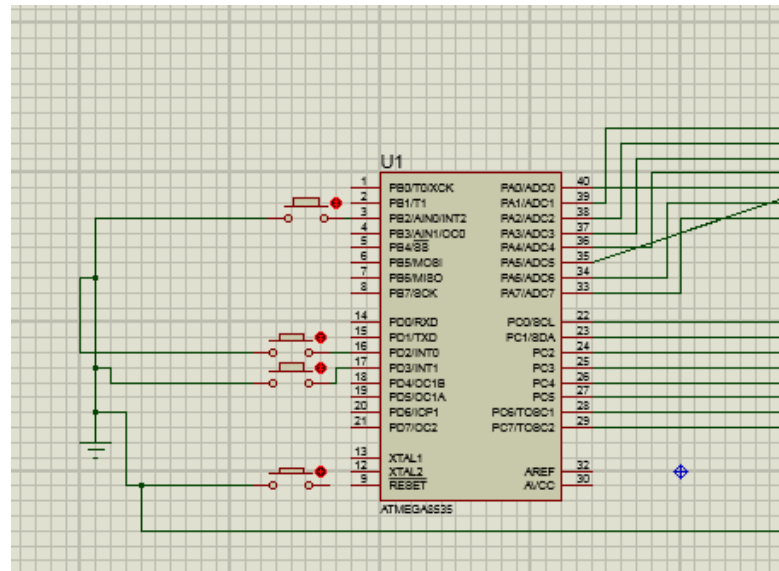 U1
1 PB0/T0/XCK PA0/ADC0 40
2 PB1/T1 PA1/ADC1 39
3 PB2/AIN0/INT2 PA2/ADC2 38
4 PB3/AIN1/OC0 PA3/ADC3 37
5 PB4/SS PA4/ADC4 36
6 PB5/MOSI PA5/ADC5 35
7 PB6/MISO PA6/ADC6 34
8 PB7/SCK PA7/ADC7 33
14 PD0/RXD PC0/SCL 22
15 PD1/TXD PC1/SDA 23
16 PD2/INT0 PC2 24
17 PD3/INT1 PC3 25
18 PD4/OC1B PC4 26
19 PD5/OC1A PC5 27
20 PD6/ICP1 PC6/TOSC1 28
21 PD7/OC2 PC7/TOSC2 29
13 XTAL1
12 XTAL2 AREF 32
9 RESET AVCC 30
ATMEGA8535